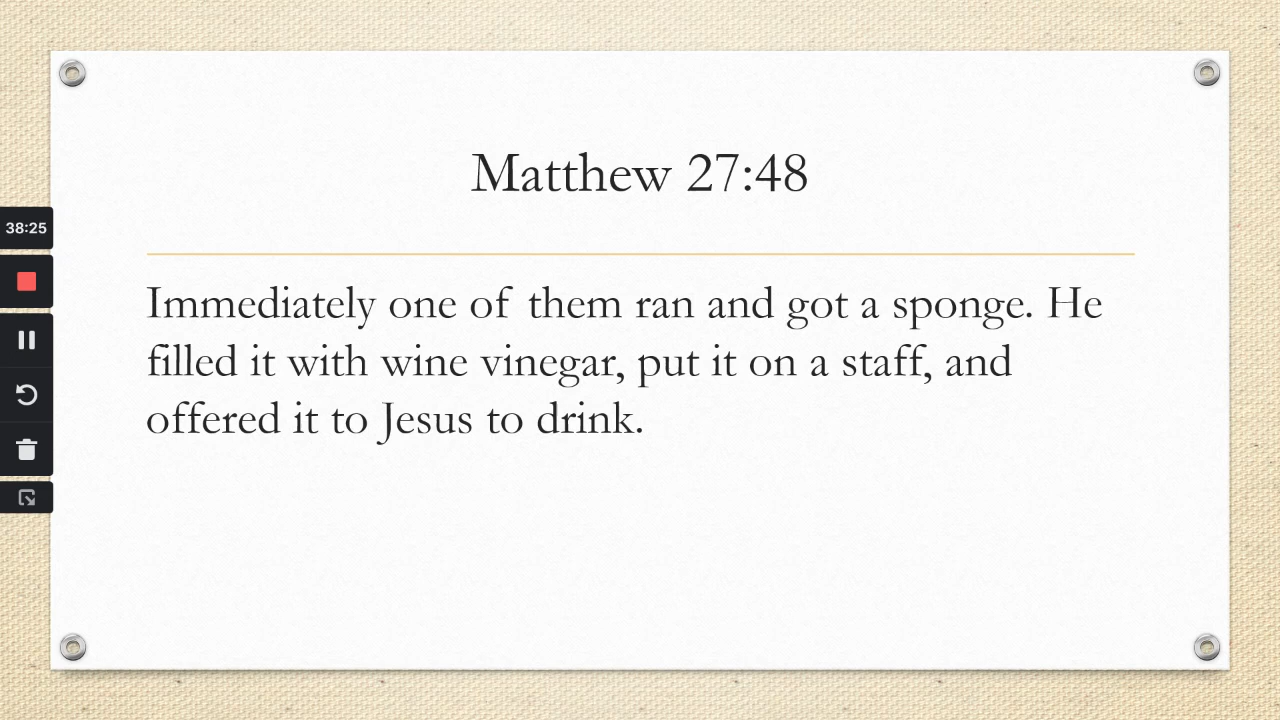 Matthew 27:48
38:25
Immediately one of them ran and got a sponge. He
filled it with wine vinegar, put it on a staff, and
offered it to Jesus to drink.